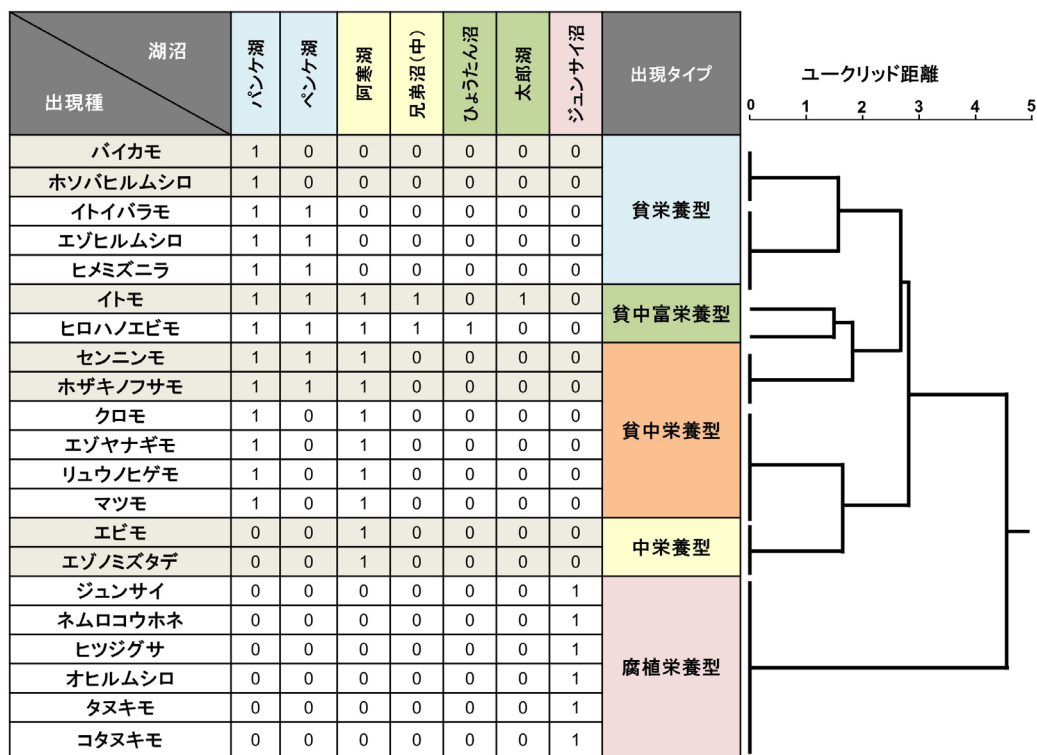 湖沼
出現種
パンケ湖
ペンケ湖
阿寒湖
兄弟沼(中)
ひょうたん沼
太郎湖
ジュンサイ沼
出現タイプ
ユークリッド距離
0 1 2 3 4 5
バイカモ 1 0 0 0 0 0 0
ホソバヒルムシロ 1 0 0 0 0 0 0
イトイバラモ 1 1 0 0 0 0 0 貧栄養型
エゾヒルムシロ 1 1 0 0 0 0 0
ヒメミズニラ 1 1 0 0 0 0 0
イトモ 1 1 1 1 0 1 0
貧中富栄養型
ヒロハノエビモ 1 1 1 1 1 0 0
センニンモ 1 1 1 0 0 0 0
ホザキノフサモ 1 1 1 0 0 0 0
クロモ 1 0 1 0 0 0 0
貧中栄養型
エゾヤナギモ 1 0 1 0 0 0 0
リュウノヒゲモ 1 0 1 0 0 0 0
マツモ 1 0 1 0 0 0 0
エビモ 0 0 1 0 0 0 0
中栄養型
エゾノミズタデ 0 0 1 0 0 0 0
ジュンサイ 0 0 0 0 0 0 1
ネムロコウホネ 0 0 0 0 0 0 1
ヒツジグサ 0 0 0 0 0 0 1
腐植栄養型
オヒルムシロ 0 0 0 0 0 0 1
タヌキモ 0 0 0 0 0 0 1
コタヌキモ 0 0 0 0 0 0 1